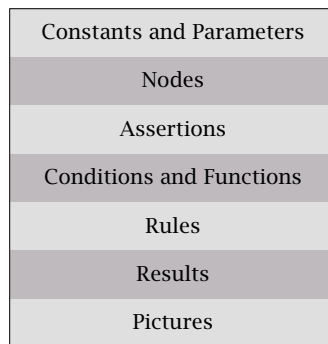 Constants and Parameters
Nodes
Assertions
Conditions and Functions
Rules
Results
Pictures